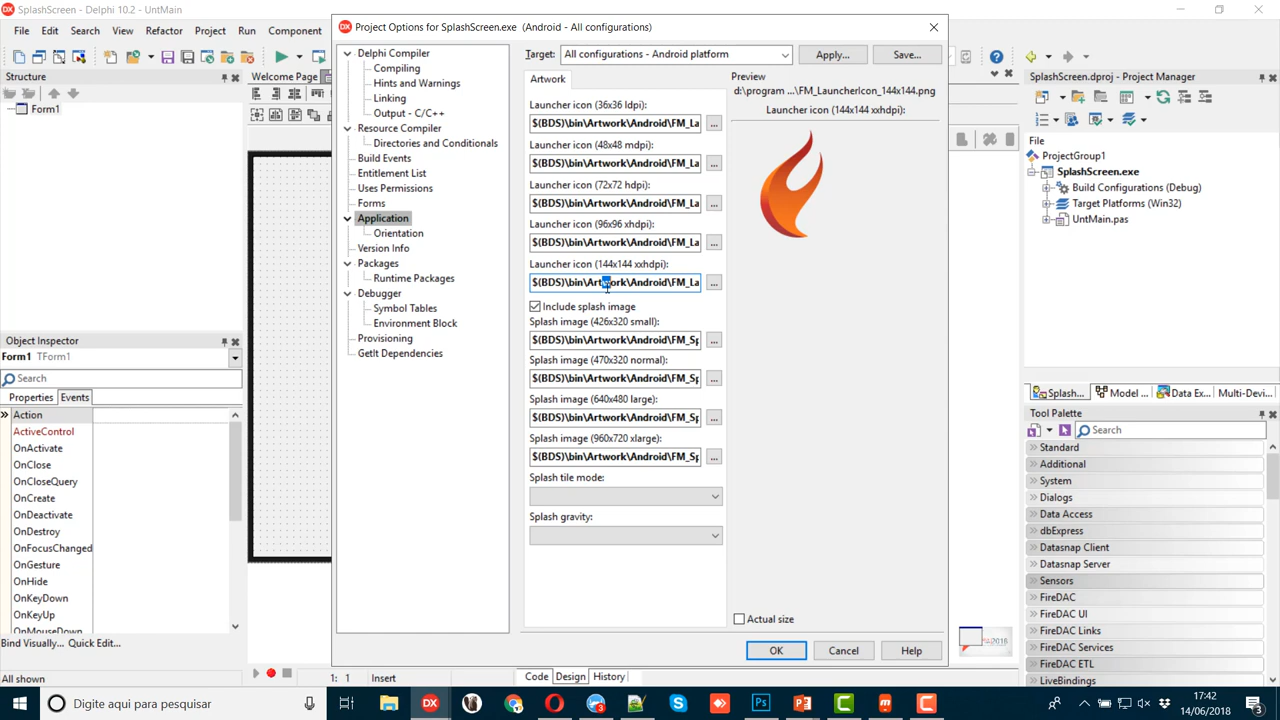 SplashScreen - Delphi 10.2 - UntMain
File Edit Search View Refactor Project Run Component
Structure
Form1
Welcome Page
Object Inspector
Form1 TForm1
Search
Properties Events
Action
ActiveControl
OnActivate
OnClose
OnCloseQuery
OnCreate
OnDeactivate
OnDestroy
OnFocusChanged
OnGesture
OnHide
OnKeyDown
OnKeyUp
OnMouseDown
Bind Visually... Quick Edit...
All shown
Project Options for SplashScreen.exe (Android - All configurations)
Delphi Compiler
Compiling
Hints and Warnings
Linking
Output - C/C++
Resource Compiler
Directories and Conditionals
Build Events
Entitlement List
Uses Permissions
Forms
Application
Orientation
Version Info
Packages
Runtime Packages
Debugger
Symbol Tables
Environment Block
Provisioning
GetIt Dependencies
Target: All configurations - Android platform Apply... Save...
Artwork
Launcher icon (36x36 ldpi):
$(BDS)\bin\Artwork\Android\FM_La ...
Launcher icon (48x48 mdpi):
$(BDS)\bin\Artwork\Android\FM_La ...
Launcher icon (72x72 hdpi):
$(BDS)\bin\Artwork\Android\FM_La ...
Launcher icon (96x96 xhdpi):
$(BDS)\bin\Artwork\Android\FM_La ...
Launcher icon (144x144 xxhdpi):
$(BDS)\bin\Artwork\Android\FM_La ...
Include splash image
Splash image (426x320 small):
$(BDS)\bin\Artwork\Android\FM_Sp ...
Splash image (470x320 normal):
$(BDS)\bin\Artwork\Android\FM_Sp ...
Splash image (640x480 large):
$(BDS)\bin\Artwork\Android\FM_Sp ...
Splash image (960x720 xlarge):
$(BDS)\bin\Artwork\Android\FM_Sp ...
Splash tile mode:
Splash gravity:
Preview
d:\program ...\FM_LauncherIcon_144x144.png
Launcher icon (144x144 xxhdpi):
Actual size
OK Cancel Help
1: 1 Insert
Code Design History
SplashScreen.dproj - Project Manager
File
ProjectGroup1
SplashScreen.exe
Build Configurations (Debug)
Target Platforms (Win32)
UntMain.pas
Splash... Model ... Data Ex... Multi-Devi...
Tool Palette
Search
Standard
Additional
System
Dialogs
Data Access
dbExpress
Datasnap Client
Datasnap Server
Sensors
FireDAC
FireDAC UI
FireDAC Links
FireDAC Services
FireDAC ETL
LiveBindings
Digite aqui para pesquisar
17:42
14/06/2018